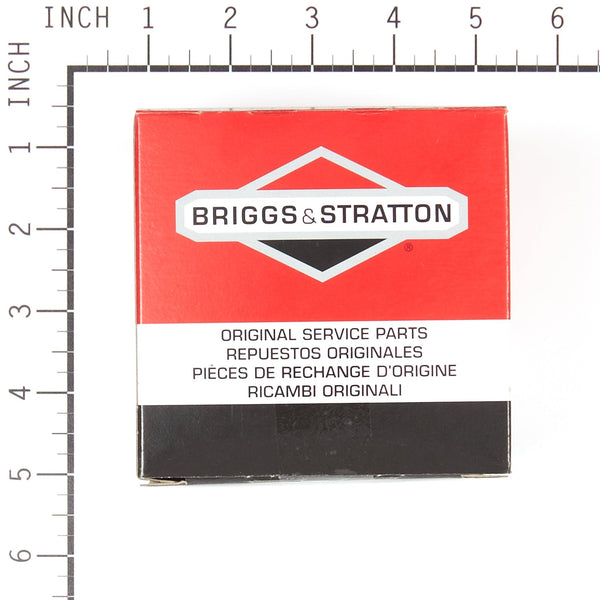 INCH 1 2 3 4 5 6
INCH
1
2
3
4
5
6
BRIGGS & STRATTON
®
ORIGINAL SERVICE PARTS
REPUESTOS ORIGINALES
PIÈCES DE RECHANGE D'ORIGINE
RICAMBI ORIGINALI